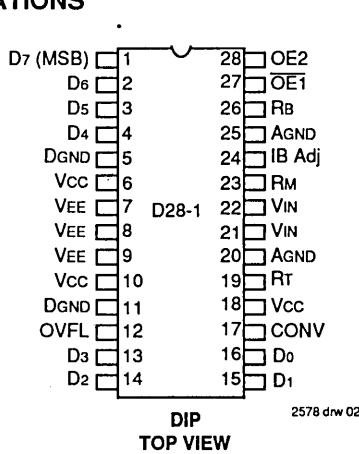 ATIONS
D7 (MSB) 1 28 OE2
D6 2 27 OE1
D5 3 26 RB
D4 4 25 AGND
DGND 5 24 IB Adj
VCC 6 23 RM
VEE 7 D28-1 22 VIN
VEE 8 21 VIN
VEE 9 20 AGND
VCC 10 19 RT
DGND 11 18 VCC
OVFL 12 17 CONV
D3 13 16 D0
D2 14 15 D1
DIP 2578 drw 02
TOP VIEW